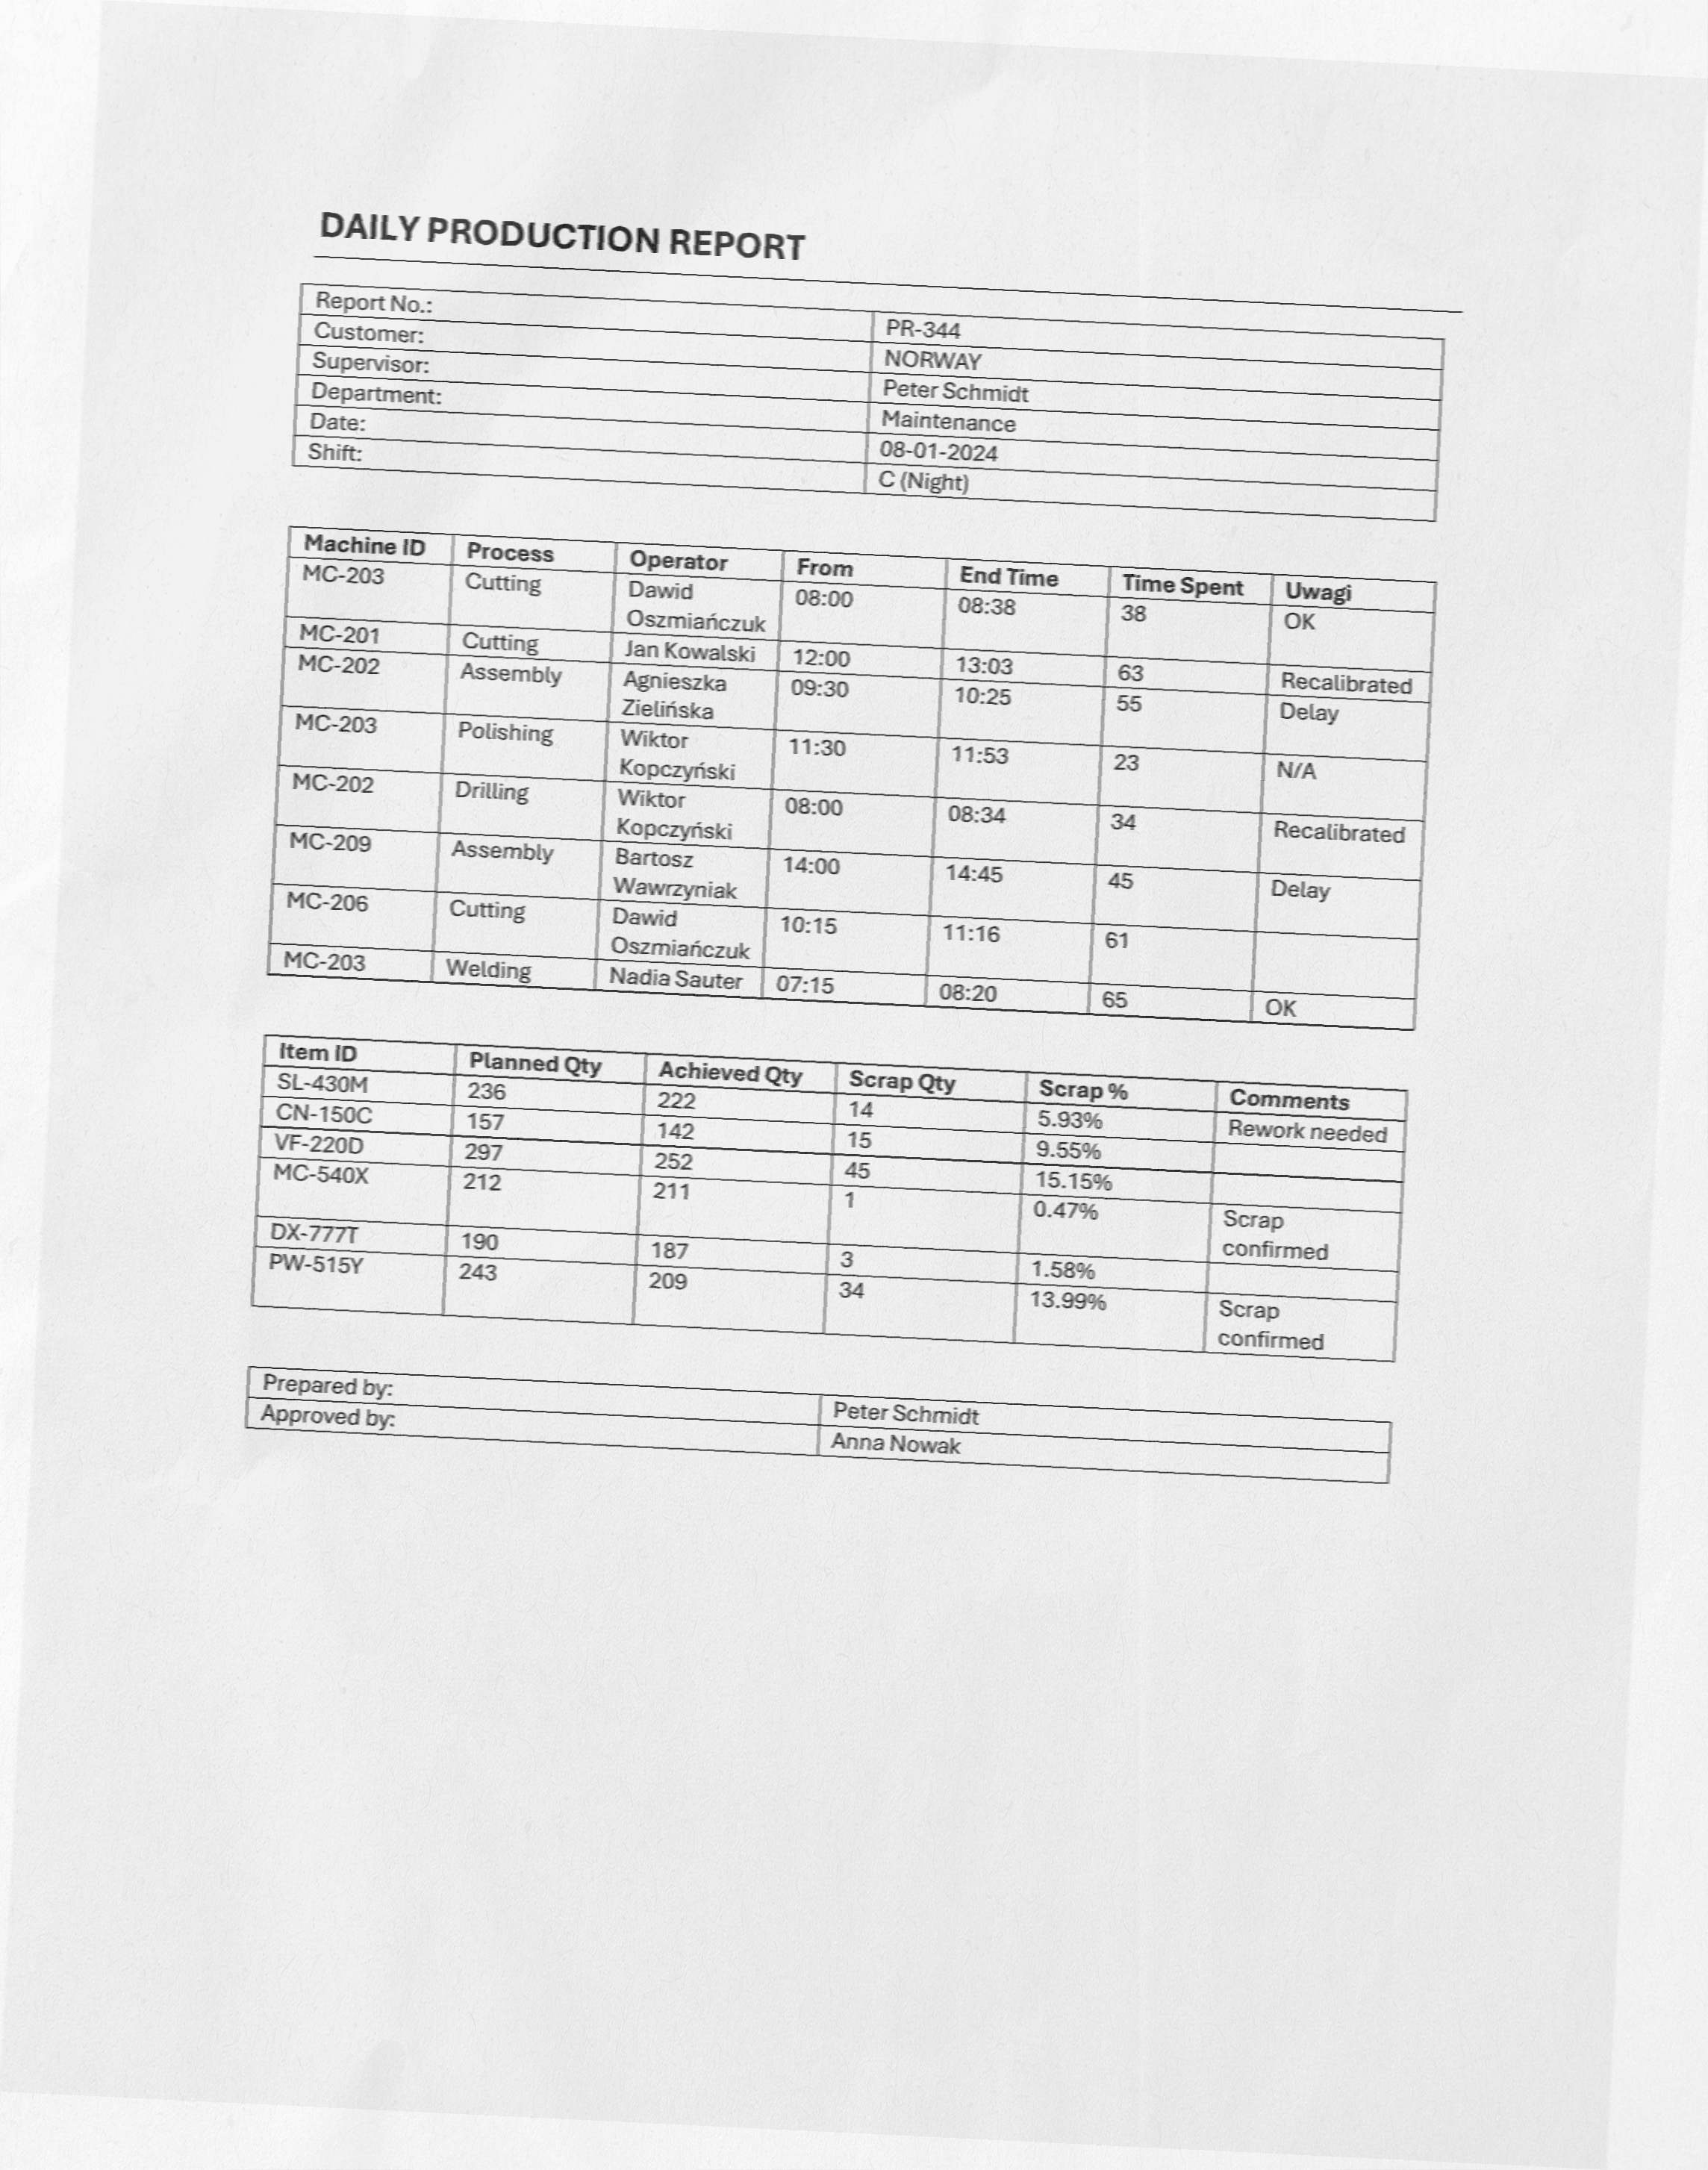 DAILY PRODUCTION REPORT
Report No.: PR-344
Customer: NORWAY
Supervisor: Peter Schmidt
Department: Maintenance
Date: 08-01-2024
Shift: C (Night)
Machine ID Process Operator From End Time Time Spent Uwagi
MC-203 Cutting Dawid Oszmiańczuk 08:00 08:38 38 OK
MC-201 Cutting Jan Kowalski 12:00 13:03 63 Recalibrated
MC-202 Assembly Agnieszka Zielińska 09:30 10:25 55 Delay
MC-203 Polishing Wiktor Kopczyński 11:30 11:53 23 N/A
MC-202 Drilling Wiktor Kopczyński 08:00 08:34 34 Recalibrated
MC-209 Assembly Bartosz Wawrzyniak 14:00 14:45 45 Delay
MC-206 Cutting Dawid Oszmiańczuk 10:15 11:16 61
MC-203 Welding Nadia Sauter 07:15 08:20 65 OK
Item ID Planned Qty Achieved Qty Scrap Qty Scrap % Comments
SL-430M 236 222 14 5.93% Rework needed
CN-150C 157 142 15 9.55%
VF-220D 297 252 45 15.15%
MC-540X 212 211 1 0.47% Scrap confirmed
DX-777T 190 187 3 1.58%
PW-515Y 243 209 34 13.99% Scrap confirmed
Prepared by: Peter Schmidt
Approved by: Anna Nowak